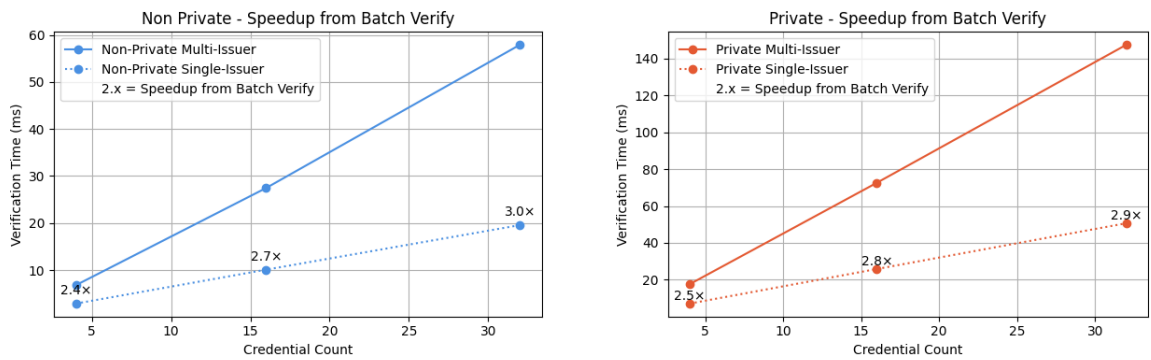 Non Private - Speedup from Batch Verify
Verification Time (ms)
60
50
40
30
20
10
Non-Private Multi-Issuer
Non-Private Single-Issuer
2.x = Speedup from Batch Verify
2.4×
2.7×
3.0×
5
10
15
20
25
30
Credential Count
Private - Speedup from Batch Verify
Verification Time (ms)
140
120
100
80
60
40
20
Private Multi-Issuer
Private Single-Issuer
2.x = Speedup from Batch Verify
2.5×
2.8×
2.9×
5
10
15
20
25
30
Credential Count